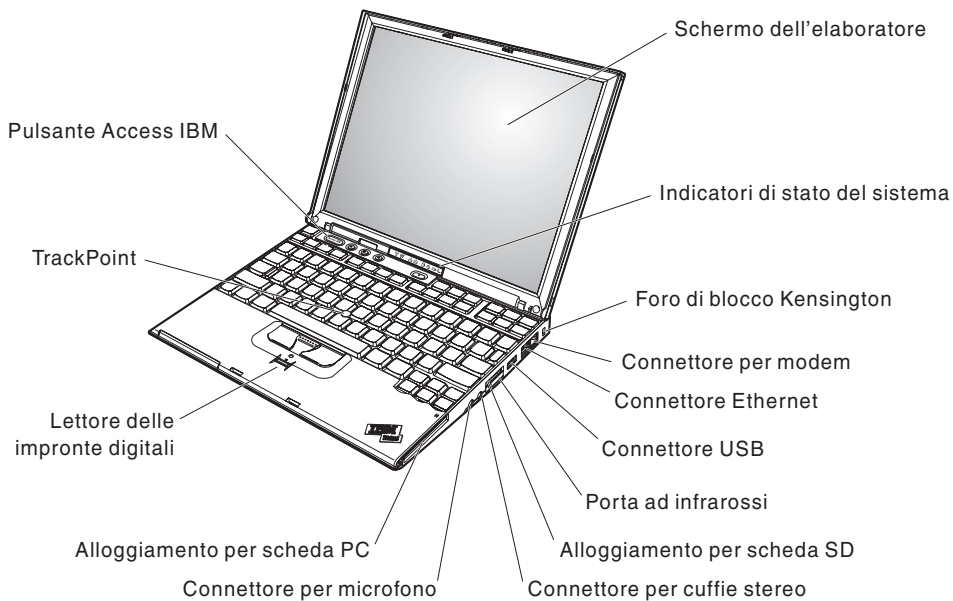 Schermo dell'elaboratore
Pulsante Access IBM
Indicatori di stato del sistema
TrackPoint
Foro di blocco Kensington
Connettore per modem
Connettore Ethernet
Lettore delle
impronte digitali
Connettore USB
Porta ad infrarossi
Alloggiamento per scheda PC
Alloggiamento per scheda SD
Connettore per microfono
Connettore per cuffie stereo